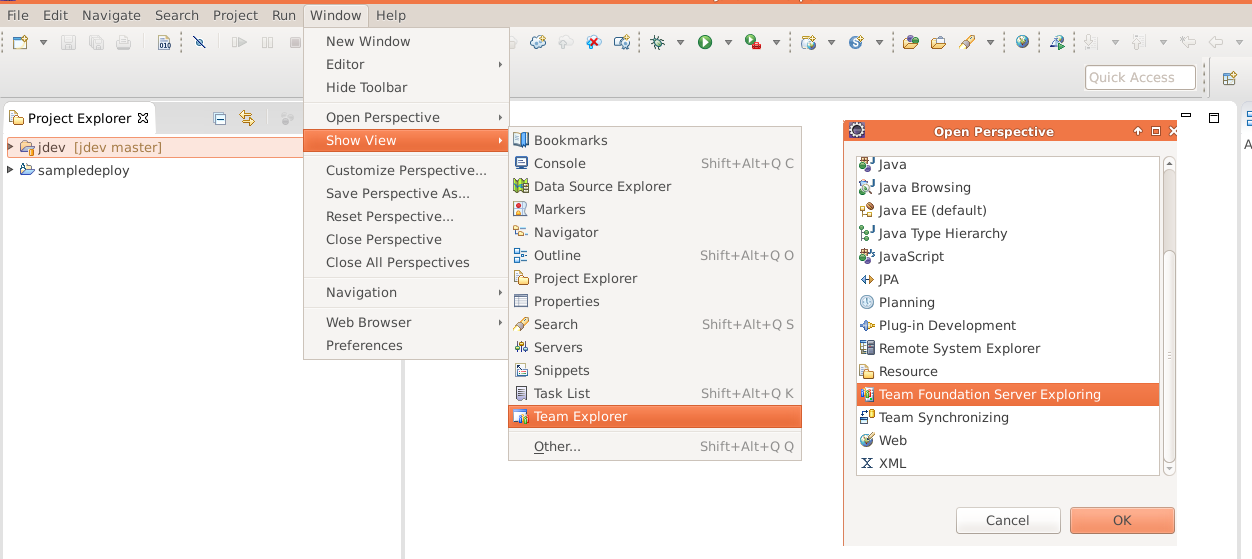 File Edit Navigate Search Project Run Window Help
Quick Access
Project Explorer
jdev [jdev master]
sampledeploy
New Window
Editor
Hide Toolbar
Open Perspective
Show View
Customize Perspective...
Save Perspective As...
Reset Perspective...
Close Perspective
Close All Perspectives
Navigation
Web Browser
Preferences
Bookmarks
Console Shift+Alt+Q C
Data Source Explorer
Markers
Navigator
Outline Shift+Alt+Q O
Project Explorer
Properties
Search Shift+Alt+Q S
Servers
Snippets
Task List Shift+Alt+Q K
Team Explorer
Other... Shift+Alt+Q Q
Open Perspective
Java
Java Browsing
Java EE (default)
Java Type Hierarchy
JavaScript
JPA
Planning
Plug-in Development
Remote System Explorer
Resource
Team Foundation Server Exploring
Team Synchronizing
Web
XML
Cancel OK